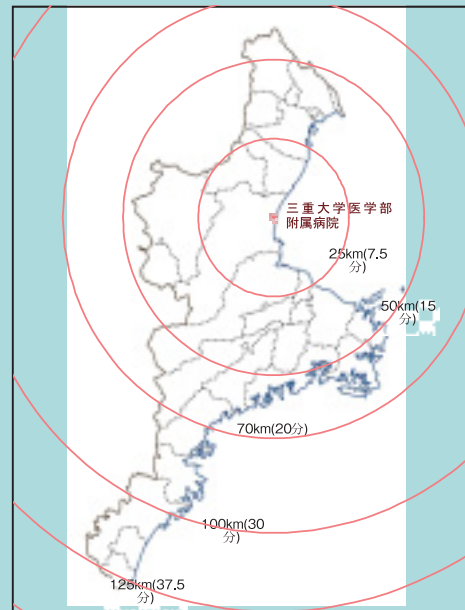 三重大学医学部
附属病院
25km(7.5
分)
50km(15
分)
70km(20分)
100km(30
分)
125km(37.5
分)